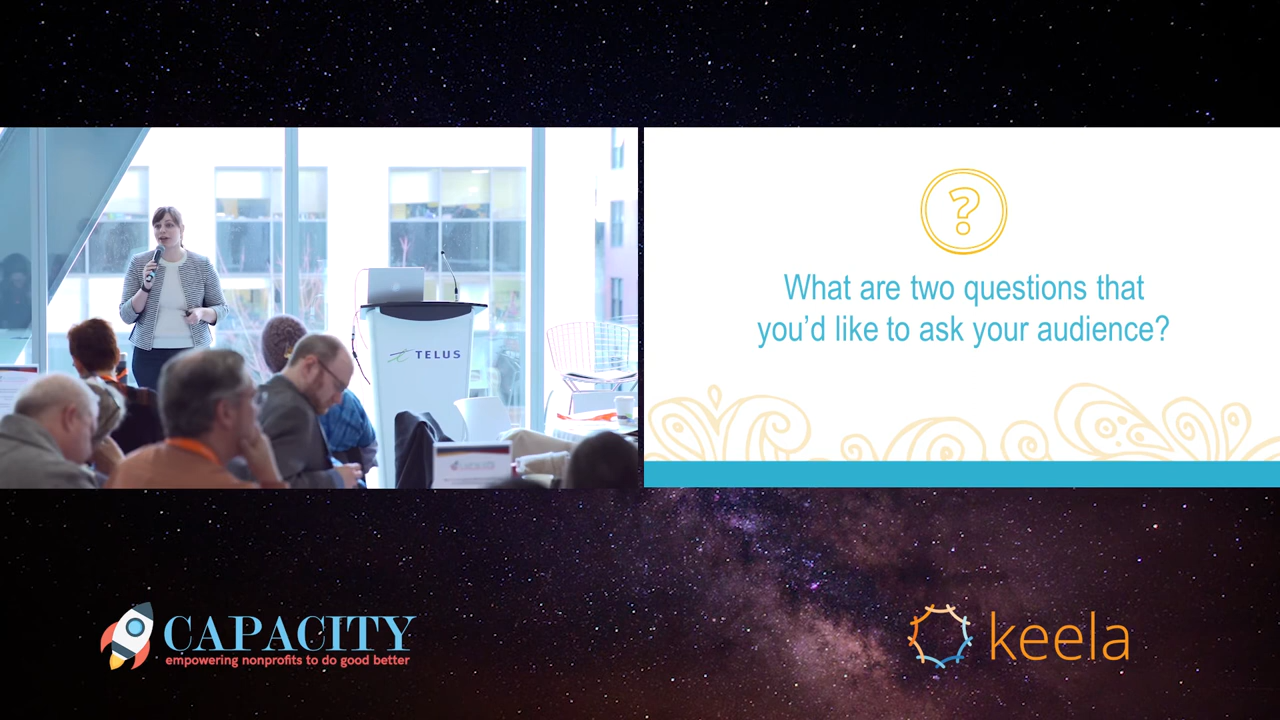 TELUS
?
What are two questions that
you’d like to ask your audience?
CAPACITY
empowering nonprofits to do good better
keela